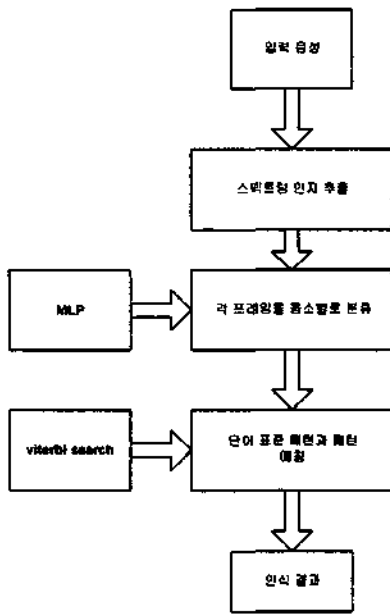 입력 음성
스펙트럼 인자 추출
MLP
각 프레임을 음소별로 분류
viterbi search
단어 표준 패턴과 패턴
매칭
인식 결과